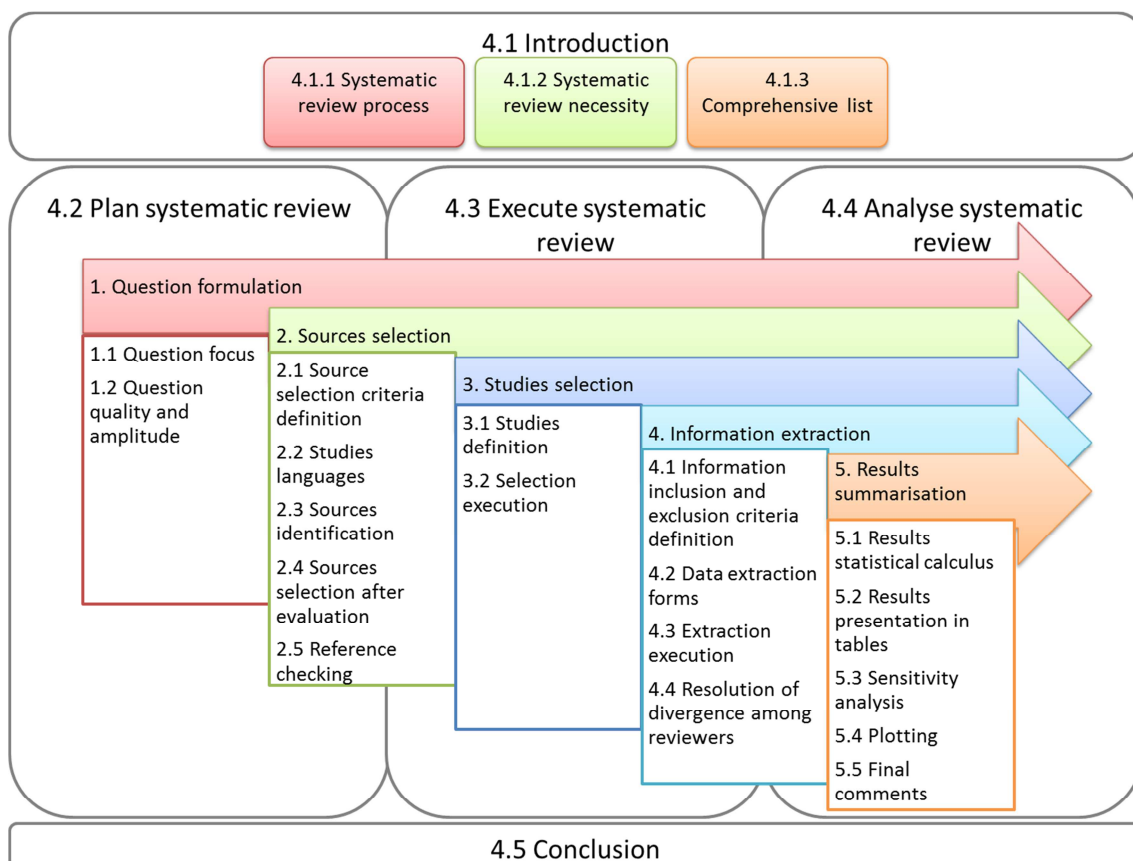 4.1 Introduction
4.1.1 Systematic
review process
4.1.2 Systematic
review necessity
4.1.3
Comprehensive list
4.2 Plan systematic review
4.3 Execute systematic
review
4.4 Analyse systematic
review
1. Question formulation
1.1 Question focus
1.2 Question
quality and
amplitude
2. Sources selection
2.1 Source
selection criteria
definition
2.2 Studies
languages
2.3 Sources
identification
2.4 Sources
selection after
evaluation
2.5 Reference
checking
3. Studies selection
3.1 Studies
definition
3.2 Selection
execution
4. Information extraction
4.1 Information
inclusion and
exclusion criteria
definition
4.2 Data extraction
forms
4.3 Extraction
execution
4.4 Resolution of
divergence among
reviewers
5. Results
summarisation
5.1 Results
statistical calculus
5.2 Results
presentation in
tables
5.3 Sensitivity
analysis
5.4 Plotting
5.5 Final
comments
4.5 Conclusion